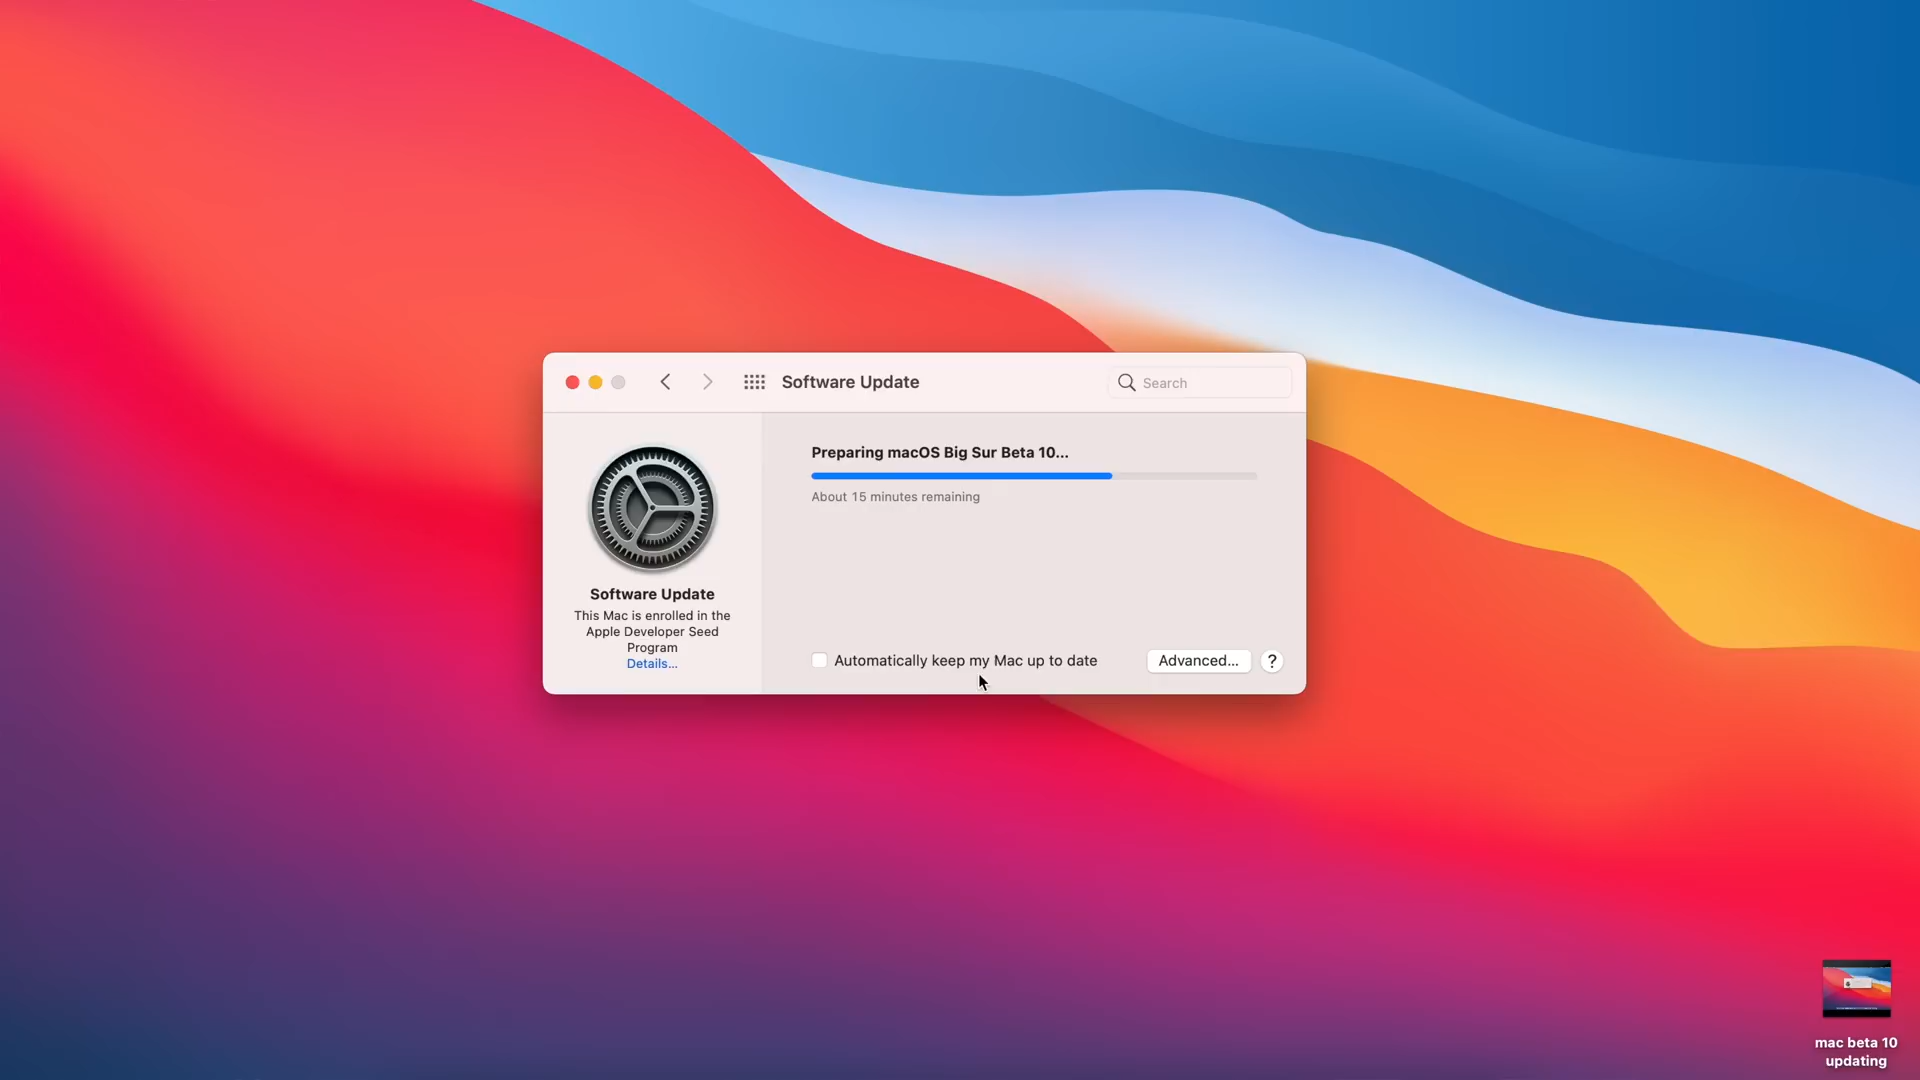 Software Update
Search
Preparing macOS Big Sur Beta 10...
About 15 minutes remaining
Software Update
This Mac is enrolled in the
Apple Developer Seed
Program
Details...
Automatically keep my Mac up to date
Advanced...
?
mac beta 10
updating